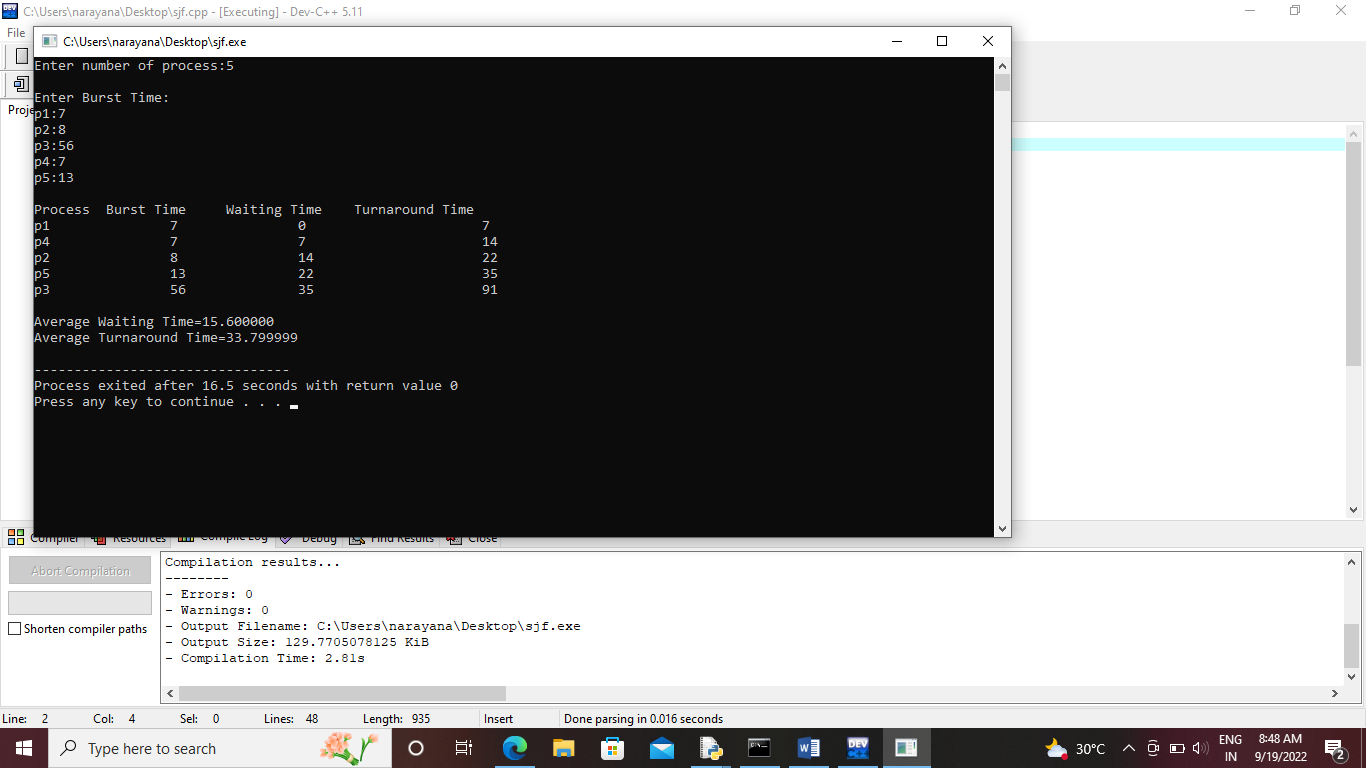 C:\Users\narayana\Desktop\sjf.cpp - [Executing] - Dev-C++ 5.11
File
C:\Users\narayana\Desktop\sjf.exe
Enter number of process:5
Enter Burst Time:
Proje
p1:7
p2:8
p3:56
p4:7
p5:13
Process Burst Time Waiting Time Turnaround Time
p1 7 0 7
p4 7 7 14
p2 8 14 22
p5 13 22 35
p3 56 35 91
Average Waiting Time=15.600000
Average Turnaround Time=33.799999
--------------------------------
Process exited after 16.5 seconds with return value 0
Press any key to continue . . .
Compiler Resources Compile Log Debug Find Results Close
Abort Compilation
Shorten compiler paths
Compilation results...
--------
- Errors: 0
- Warnings: 0
- Output Filename: C:\Users\narayana\Desktop\sjf.exe
- Output Size: 129.7705078125 KiB
- Compilation Time: 2.81s
Line: 2 Col: 4 Sel: 0 Lines: 48 Length: 935 Insert Done parsing in 0.016 seconds
Type here to search
DEV
30°C
ENG
IN
8:48 AM
9/19/2022
2